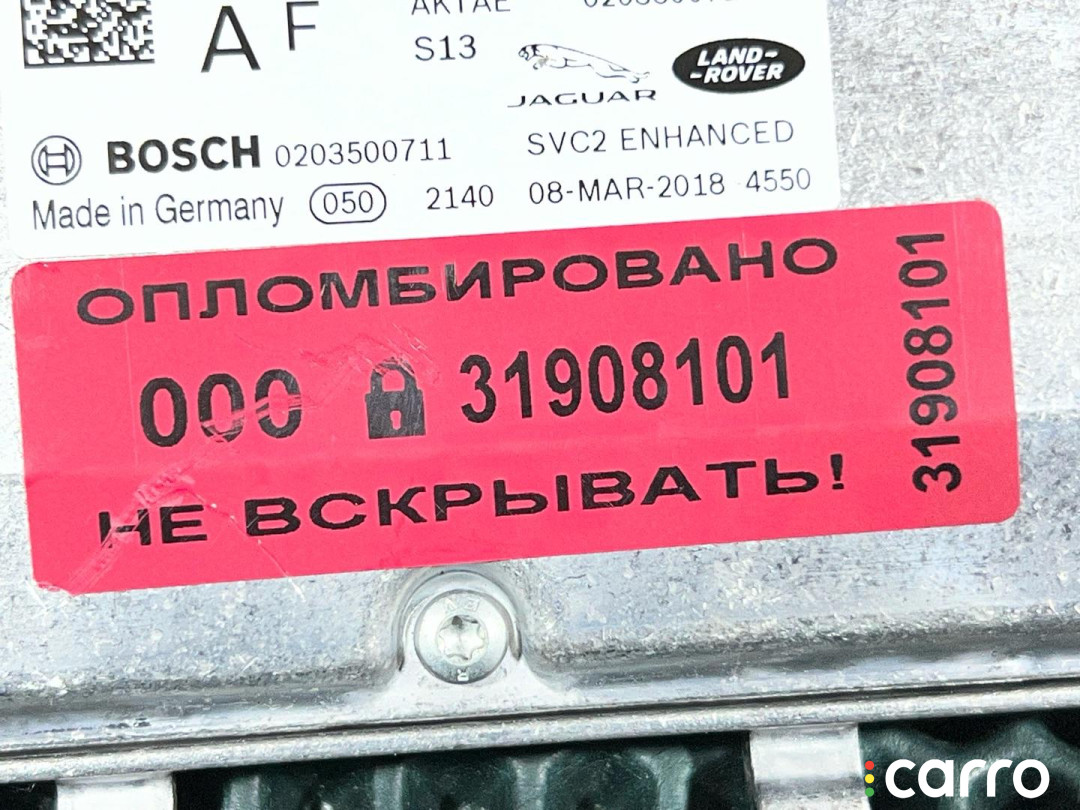 A F
S13
JAGUAR
LAND-
-ROVER
BOSCH 0203500711
SVC2 ENHANCED
Made in Germany 050 2140 08-MAR-2018 4550
ОПЛОМБИРОВАНО
000 31908101
НЕ ВСКРЫВАТЬ!
31908101
carro